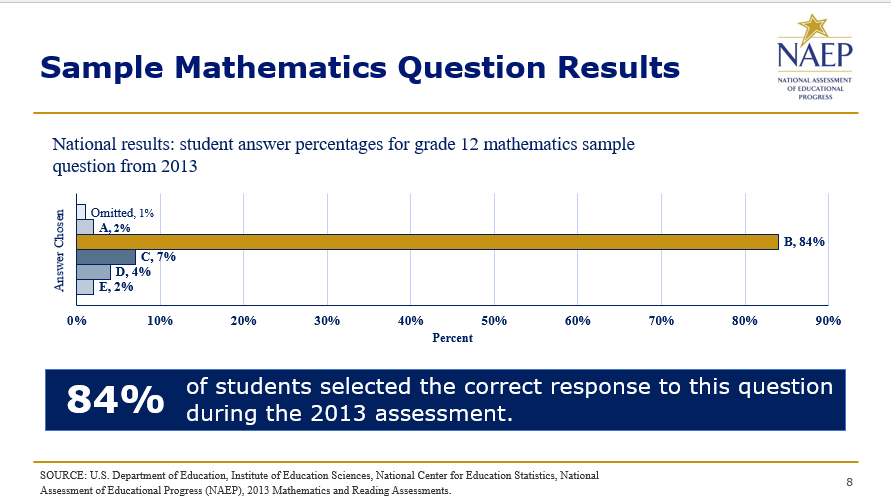 Sample Mathematics Question Results
NAEP
NATIONAL ASSESSMENT
OF EDUCATIONAL
PROGRESS
National results: student answer percentages for grade 12 mathematics sample
question from 2013
Answer Chosen
Omitted, 1%
A, 2%
B, 84%
C, 7%
D, 4%
E, 2%
0% 10% 20% 30% 40% 50% 60% 70% 80% 90%
Percent
84%
of students selected the correct response to this question
during the 2013 assessment.
SOURCE: U.S. Department of Education, Institute of Education Sciences, National Center for Education Statistics, National
Assessment of Educational Progress (NAEP), 2013 Mathematics and Reading Assessments.
8